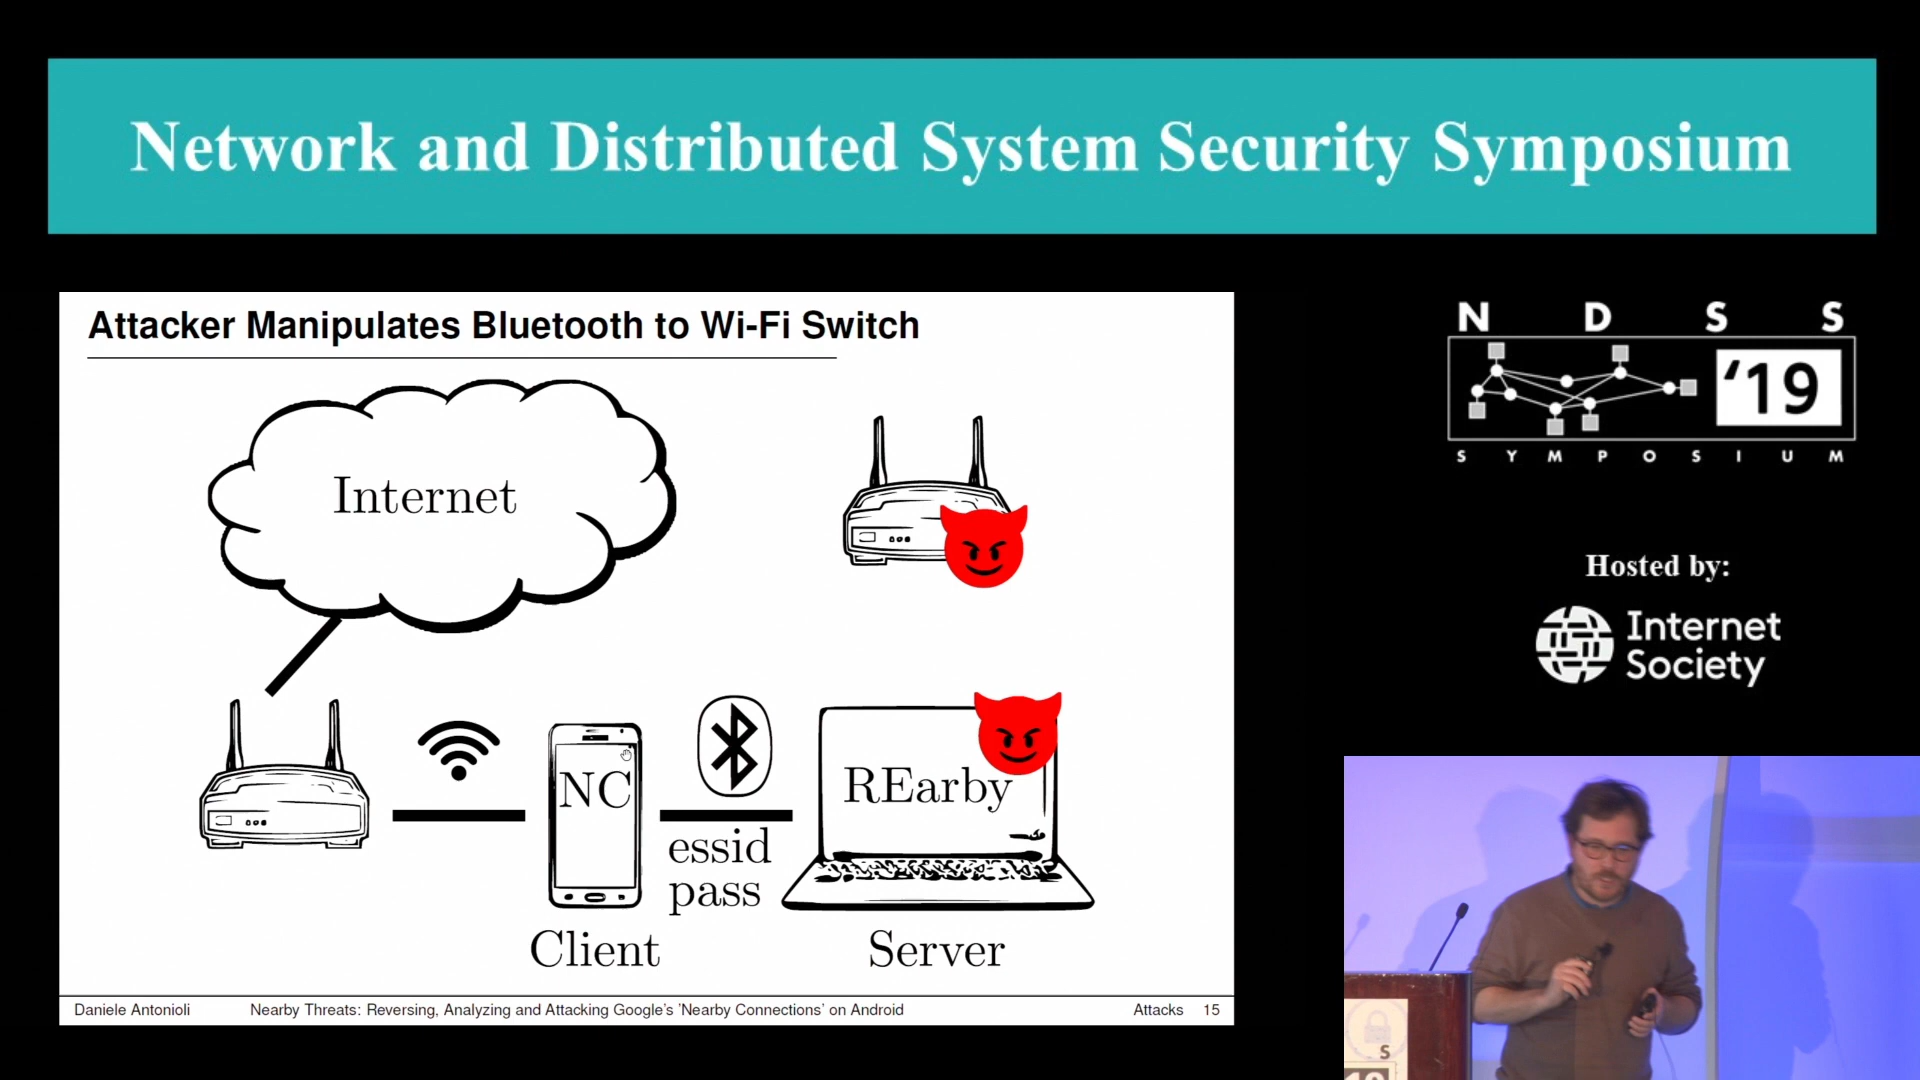 Network and Distributed System Security Symposium
Attacker Manipulates Bluetooth to Wi-Fi Switch
Internet
NC
essid
pass
REarby
Client
Server
Daniele Antonioli
Nearby Threats: Reversing, Analyzing and Attacking Google's 'Nearby Connections' on Android
Attacks 15
N D S S
'19
S Y M P O S I U M
Hosted by:
Internet
Society
S
19